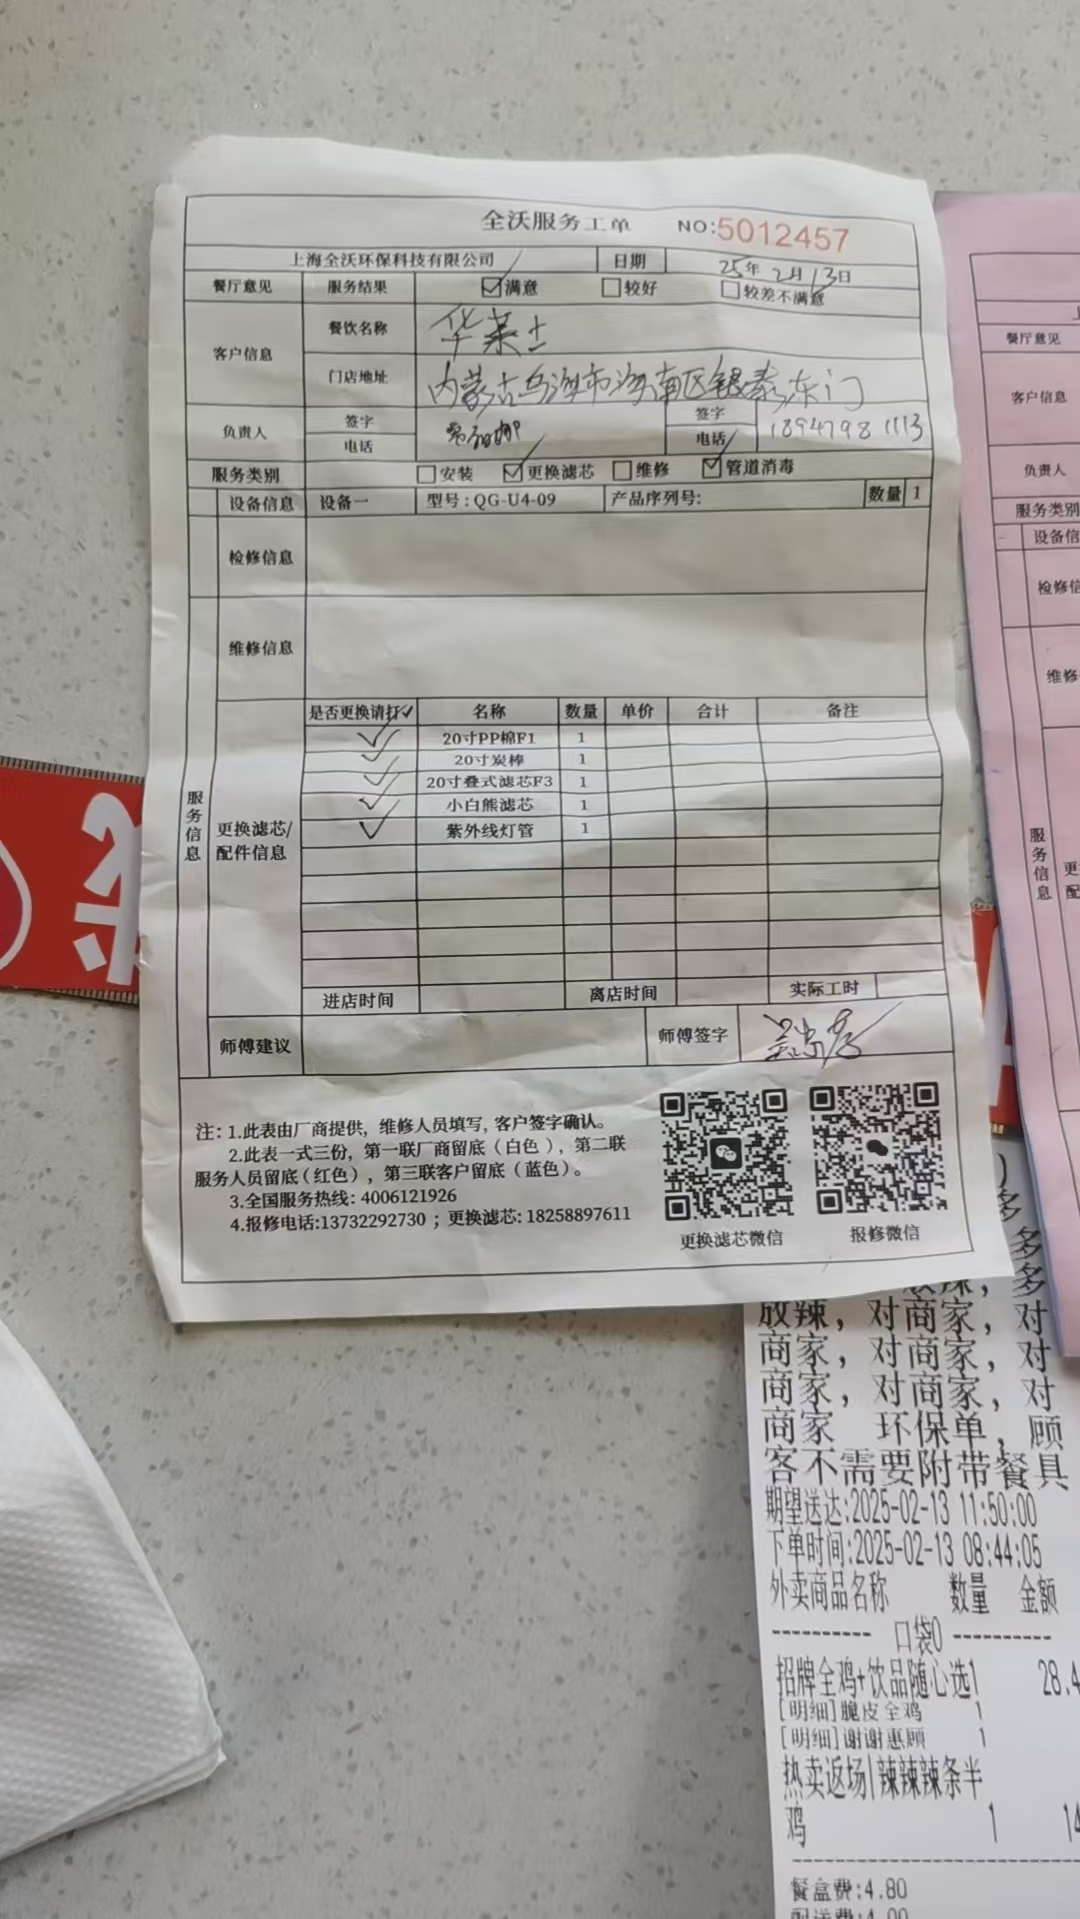 全沃服务工单 NO:5012457
上海全沃环保科技有限公司 日期 25年2月13日
餐厅意见 服务结果 ☑满意 ☐较好 ☐较差不满意
客户信息 餐饮名称 华莱士
门店地址 内蒙古乌海市海南区银泰东门
负责人 签字 签字
电话 电话 18947981113
服务类别 ☐安装 ☑更换滤芯 ☐维修 ☑管道消毒
设备信息 设备一 型号:QG-U4-09 产品序列号: 数量 1
检修信息
维修信息
服务信息
更换滤芯/配件信息
是否更换请打✓ 名称 数量 单价 合计 备注
✓ 20寸PP棉F1 1
✓ 20寸炭棒 1
✓ 20寸叠式滤芯F3 1
✓ 小白熊滤芯 1
✓ 紫外线灯管 1
进店时间 离店时间 实际工时
师傅建议 师傅签字
注: 1.此表由厂商提供, 维修人员填写, 客户签字确认。
2.此表一式三份, 第一联厂商留底(白色), 第二联
服务人员留底(红色), 第三联客户留底(蓝色)。
3.全国服务热线: 4006121926
4.报修电话:13732292730; 更换滤芯: 18258897611
更换滤芯微信 报修微信
餐厅意见
客户信息
负责人
服务类别
设备信
检修信
维修
服务信息
更
配
多
多
多
放辣, 对商家, 对
商家, 对商家, 对
商家, 对商家, 对
商家 环保单, 顾
客不需要附带餐具
期望送达:2025-02-13 11:50:00
下单时间:2025-02-13 08:44:05
外卖商品名称 数量 金额
---------- 口袋0 ----------
招牌全鸡+饮品随心选1 28.4
[明细]脆皮全鸡 1
[明细]谢谢惠顾 1
热卖返场|辣辣辣条半
鸡 1 14
餐盒费:4.80
配送费:4.00